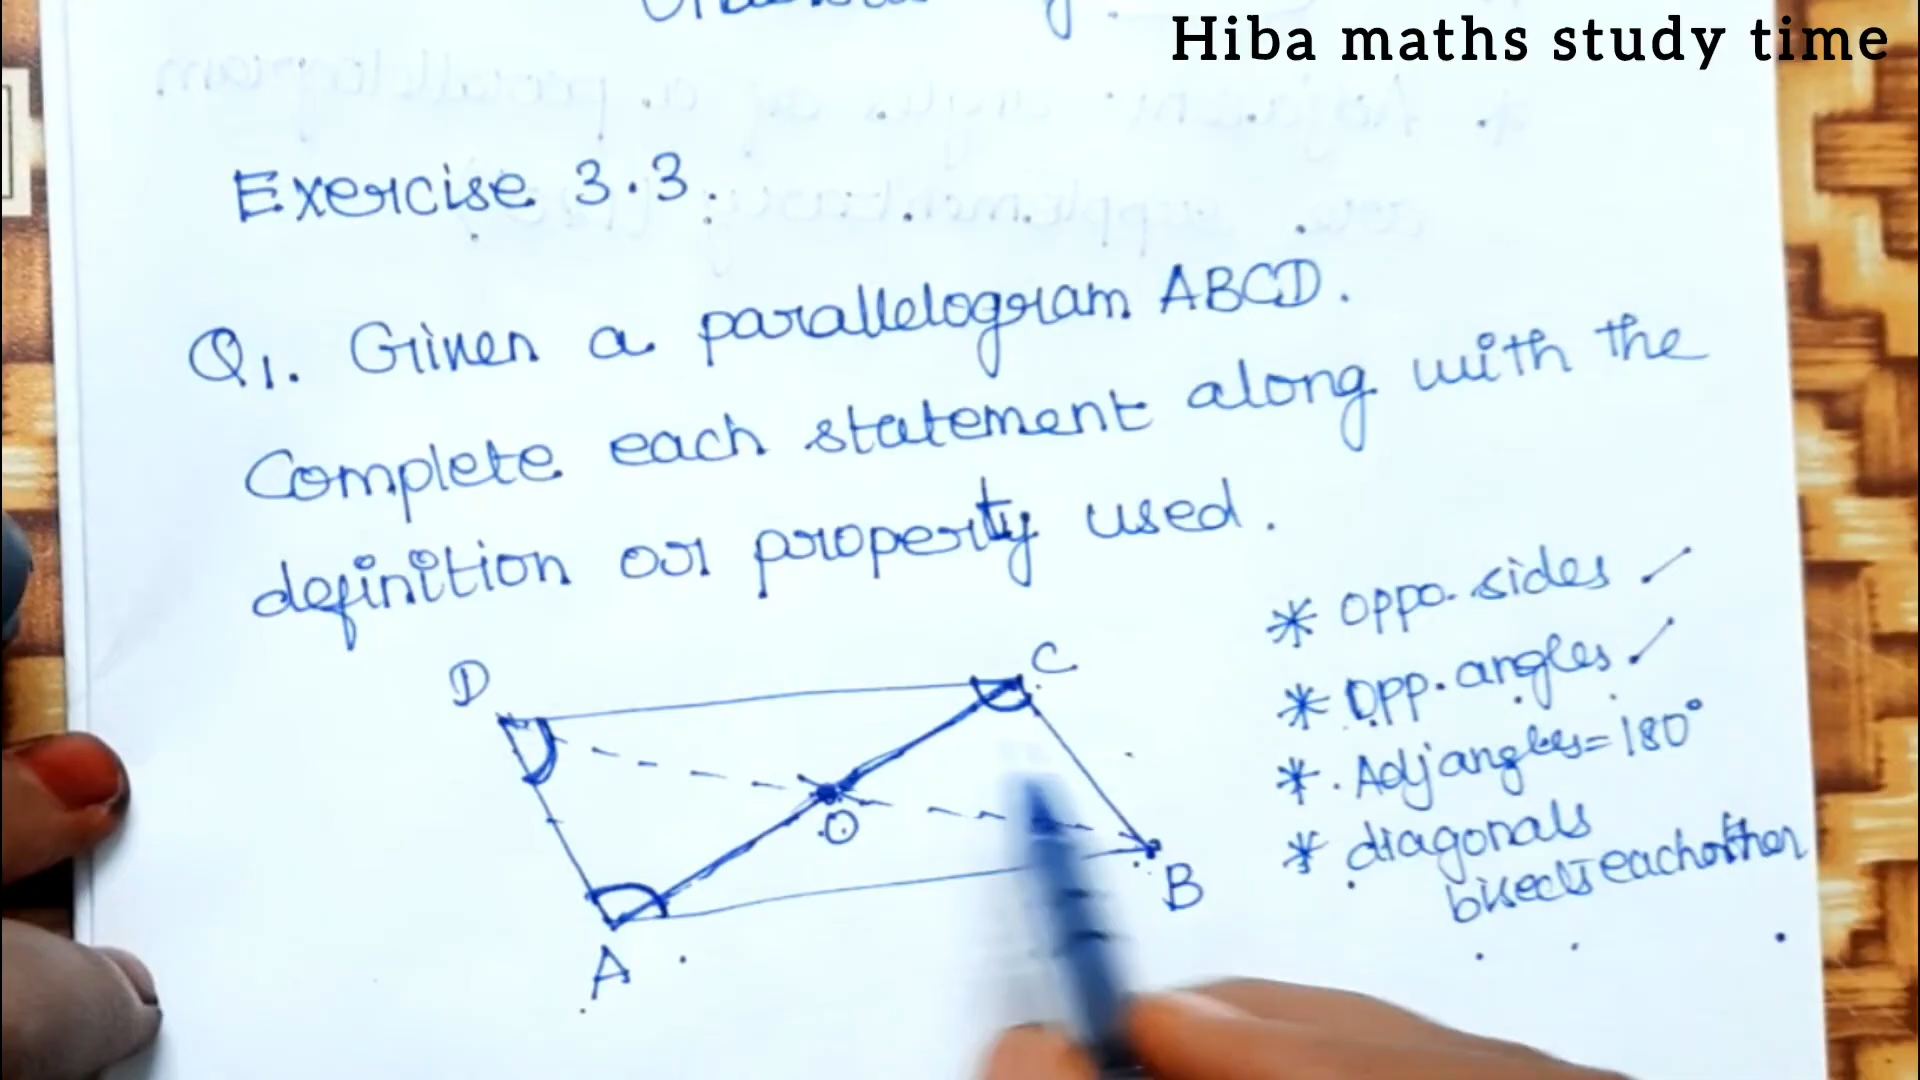 Hiba maths study time
Exercise 3.3.
Q1. Given a parallelogram ABCD.
Complete each statement along with the
definition or property used.
* oppo. sides
* Opp. angles
* Adj angles = 180°
* diagonals
bisects each other
D
C
O
B
A